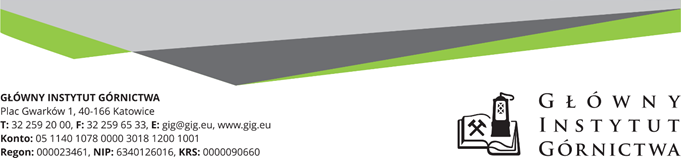 GŁÓWNY INSTYTUT GÓRNICTWA
Plac Gwarków 1, 40-166 Katowice
T: 32 259 20 00, F: 32 259 65 33, E: gig@gig.eu, www.gig.eu
Konto: 05 1140 1078 0000 3018 1200 1001
Regon: 000023461, NIP: 6340126016, KRS: 0000090660
GŁÓWNY
INSTYTUT
GÓRNICTWA